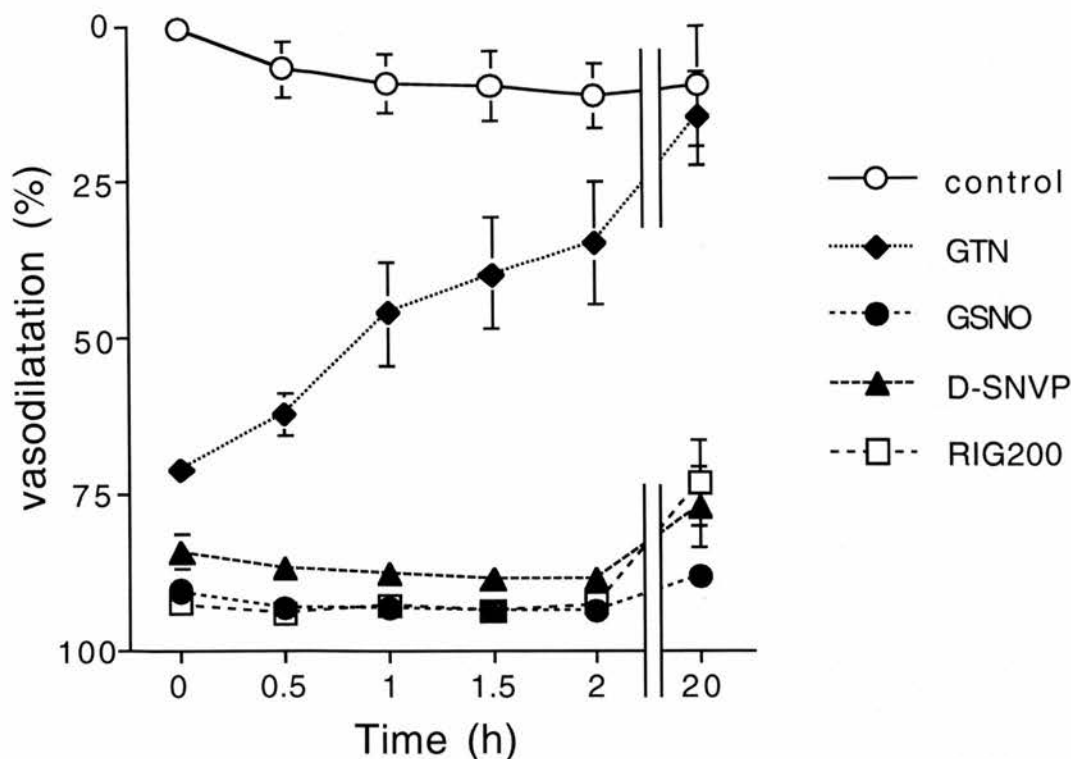 0
25
50
75
100
vasodilatation (%)
0 0.5 1 1.5 2 20
Time (h)
control
GTN
GSNO
D-SNVP
RIG200